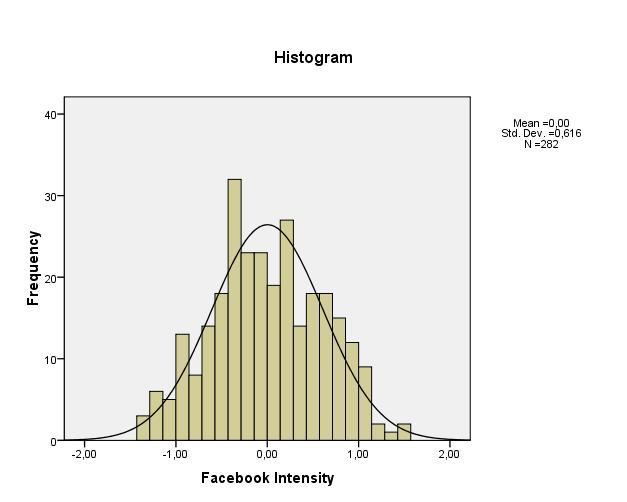 Histogram
Mean =0,00
Std. Dev. =0,616
N =282
40
30
20
10
0
Frequency
-2,00 -1,00 0,00 1,00 2,00
Facebook Intensity